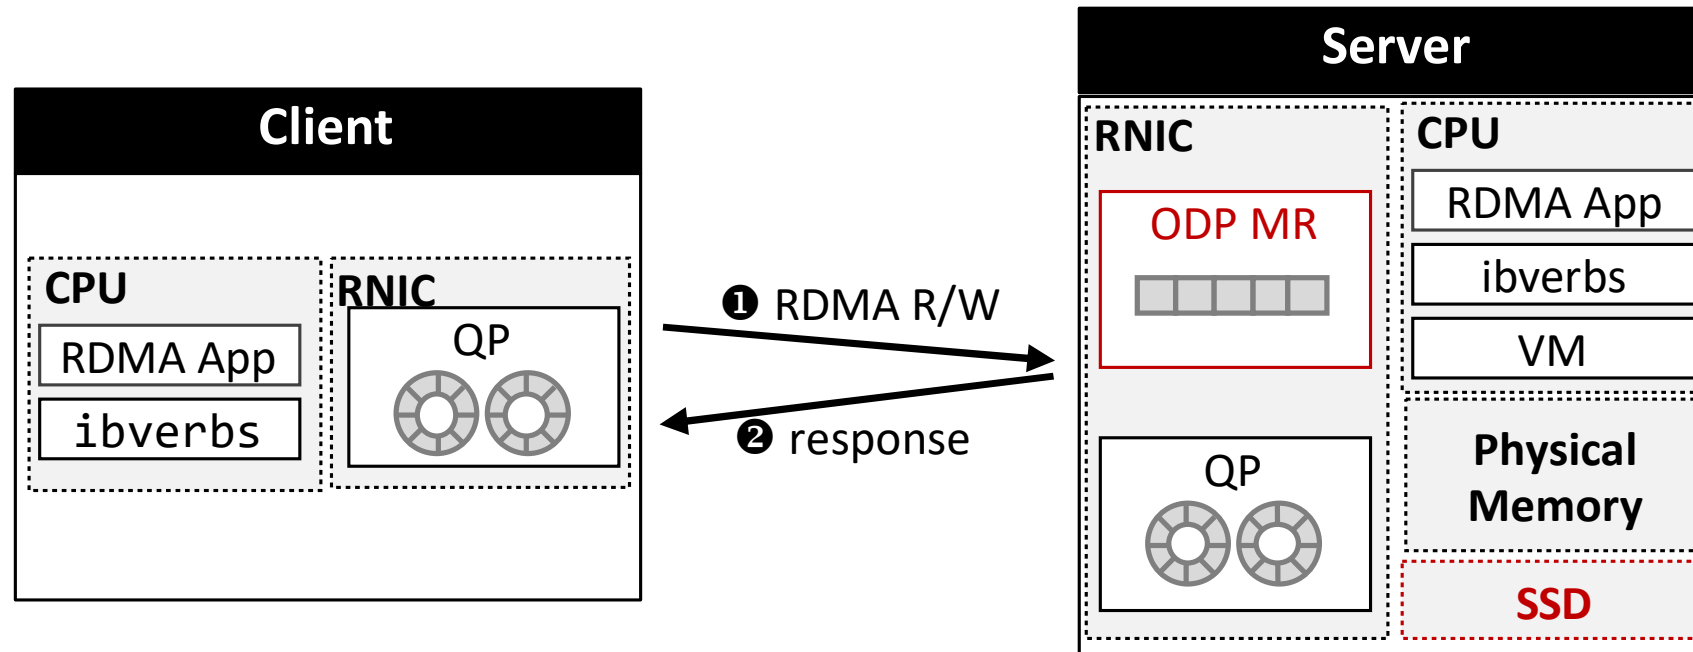 Client
CPU
RDMA App
ibverbs
RNIC
QP
❶ RDMA R/W
❷ response
Server
RNIC
ODP MR
QP
CPU
RDMA App
ibverbs
VM
Physical
Memory
SSD